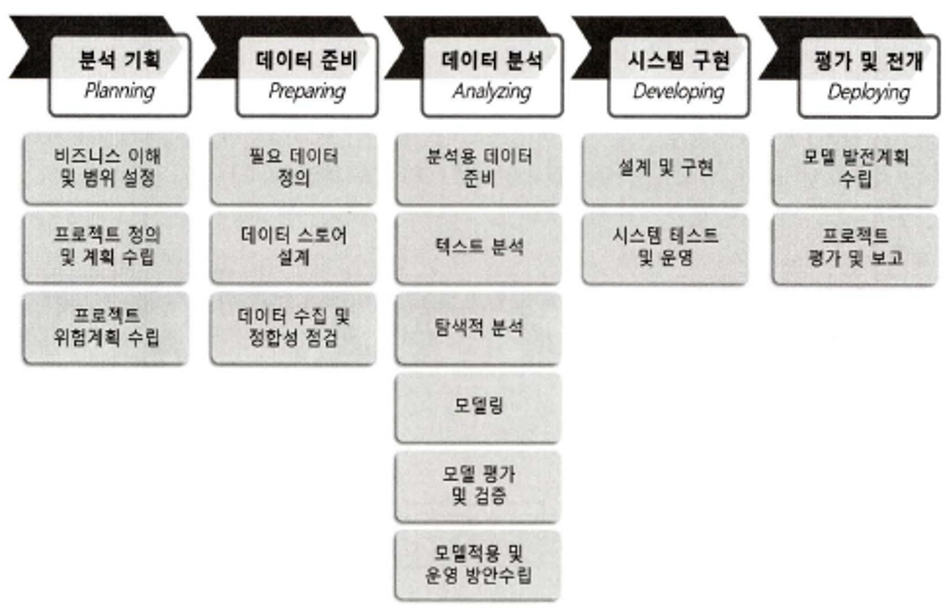 분석 기획
Planning
비즈니스 이해
및 범위 설정
프로젝트 정의
및 계획 수립
프로젝트
위험계획 수립
데이터 준비
Preparing
필요 데이터
정의
데이터 스토어
설계
데이터 수집 및
정합성 점검
데이터 분석
Analyzing
분석용 데이터
준비
텍스트 분석
탐색적 분석
모델링
모델 평가
및 검증
모델적용 및
운영 방안수립
시스템 구현
Developing
설계 및 구현
시스템 테스트
및 운영
평가 및 전개
Deploying
모델 발전계획
수립
프로젝트
평가 및 보고